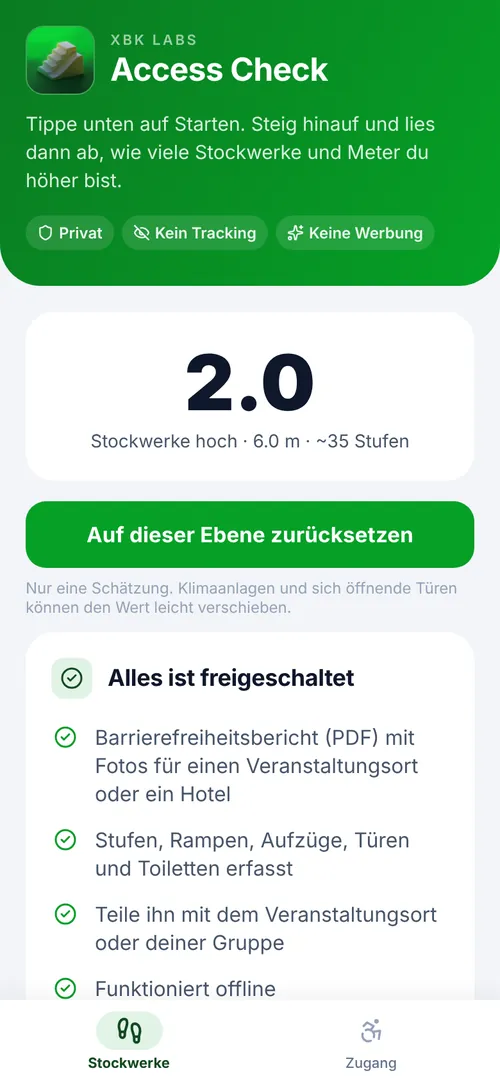 XBK LABS
Access Check
Tippe unten auf Starten. Steig hinauf und lies
dann ab, wie viele Stockwerke und Meter du
höher bist.
Privat
Kein Tracking
Keine Werbung
2.0
Stockwerke hoch · 6.0 m · ~35 Stufen
Auf dieser Ebene zurücksetzen
Nur eine Schätzung. Klimaanlagen und sich öffnende Türen
können den Wert leicht verschieben.
Alles ist freigeschaltet
Barrierefreiheitsbericht (PDF) mit
Fotos für einen Veranstaltungsort
oder ein Hotel
Stufen, Rampen, Aufzüge, Türen
und Toiletten erfasst
Teile ihn mit dem Veranstaltungsort
oder deiner Gruppe
Funktioniert offline
Stockwerke
Zugang